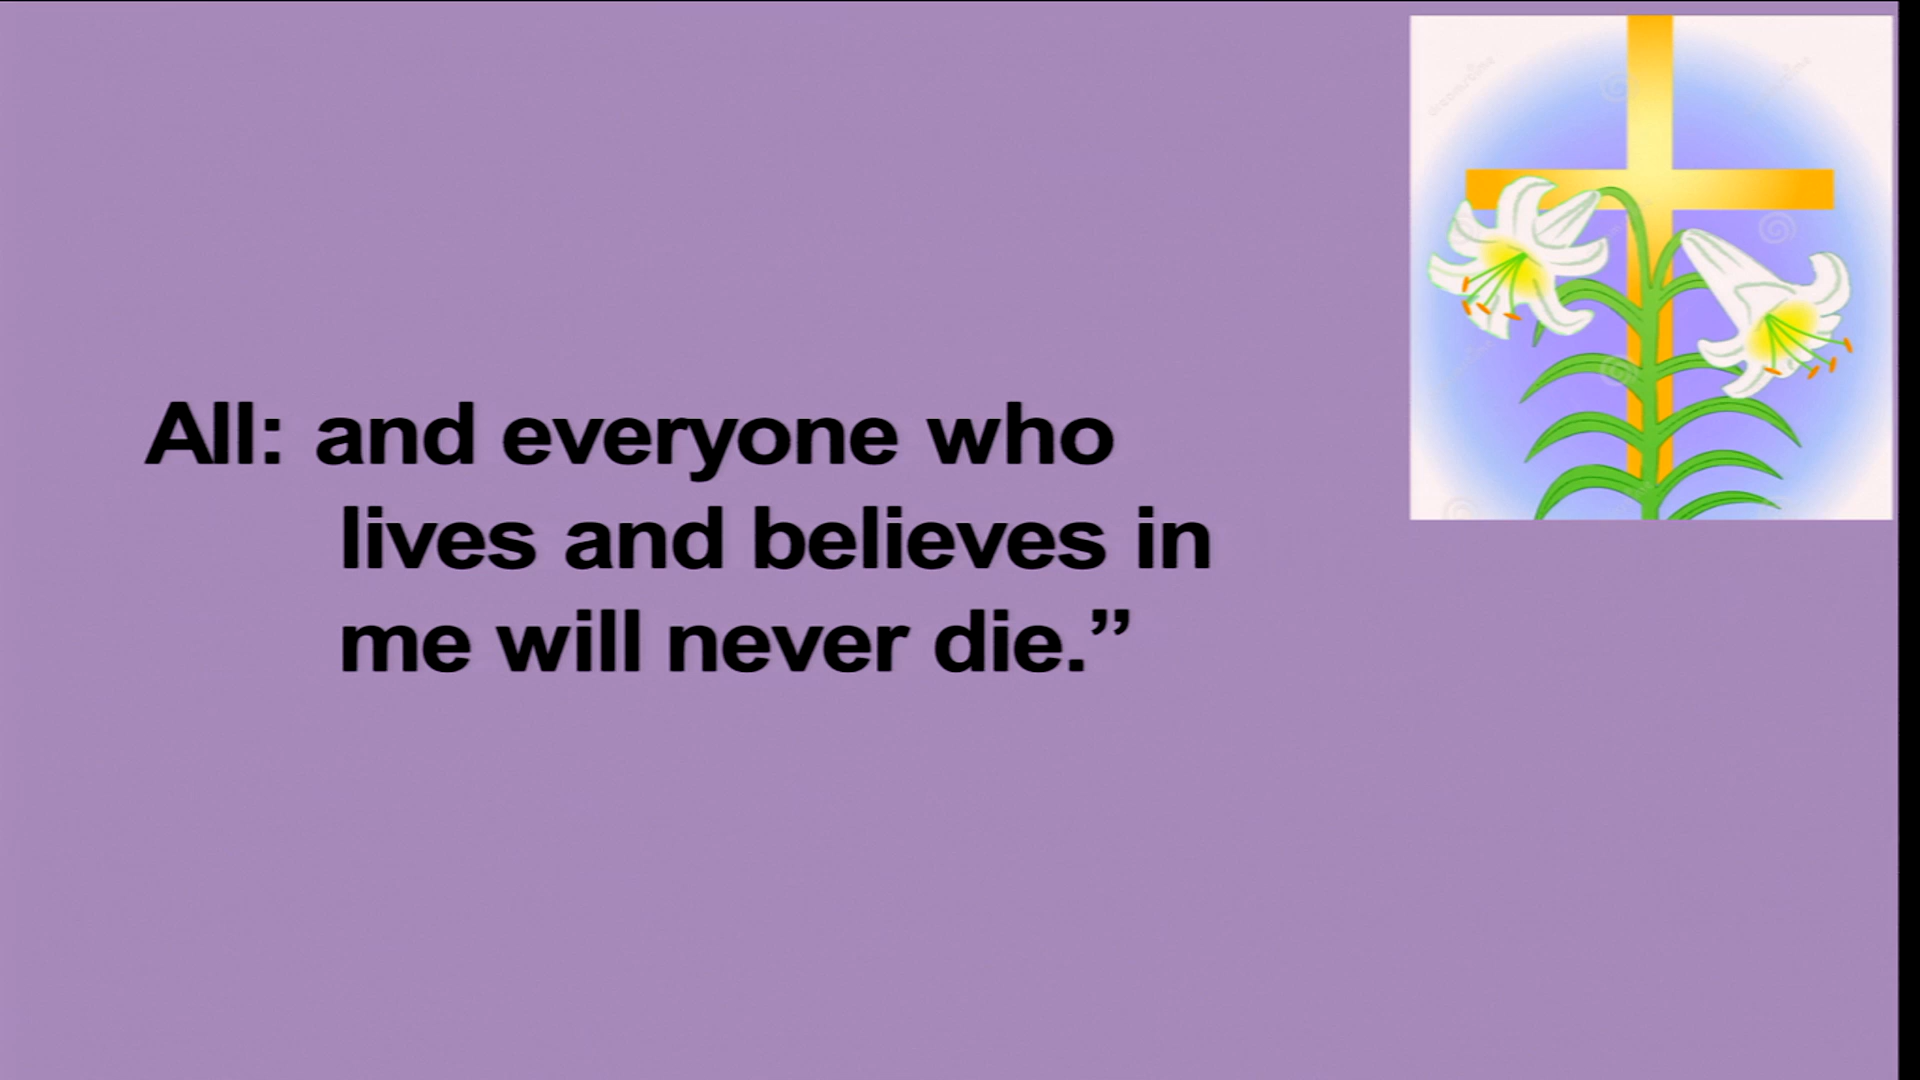 All: and everyone who
lives and believes in
me will never die.”